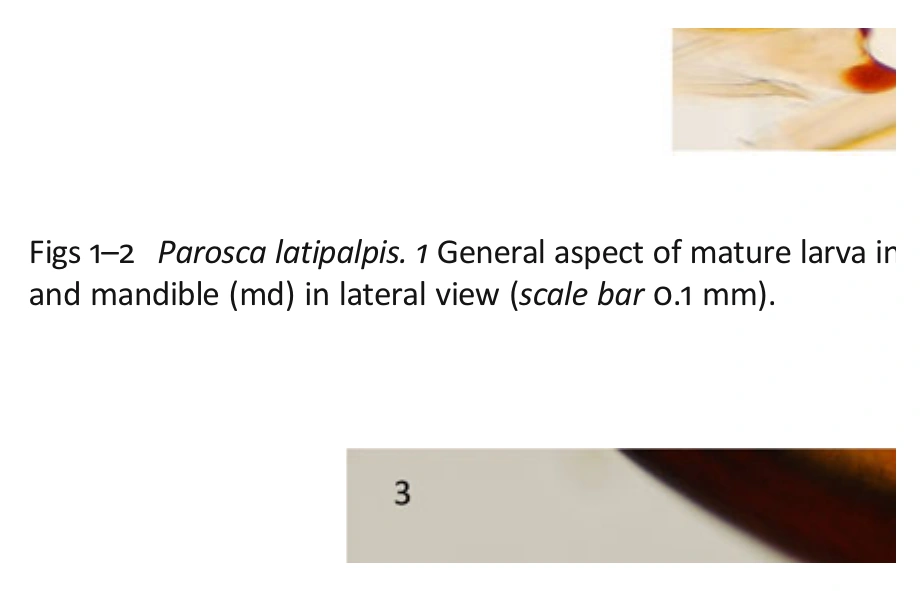 Figs 1–2 Parosca latipalpis. 1 General aspect of mature larva in
and mandible (md) in lateral view (scale bar 0.1 mm).
3